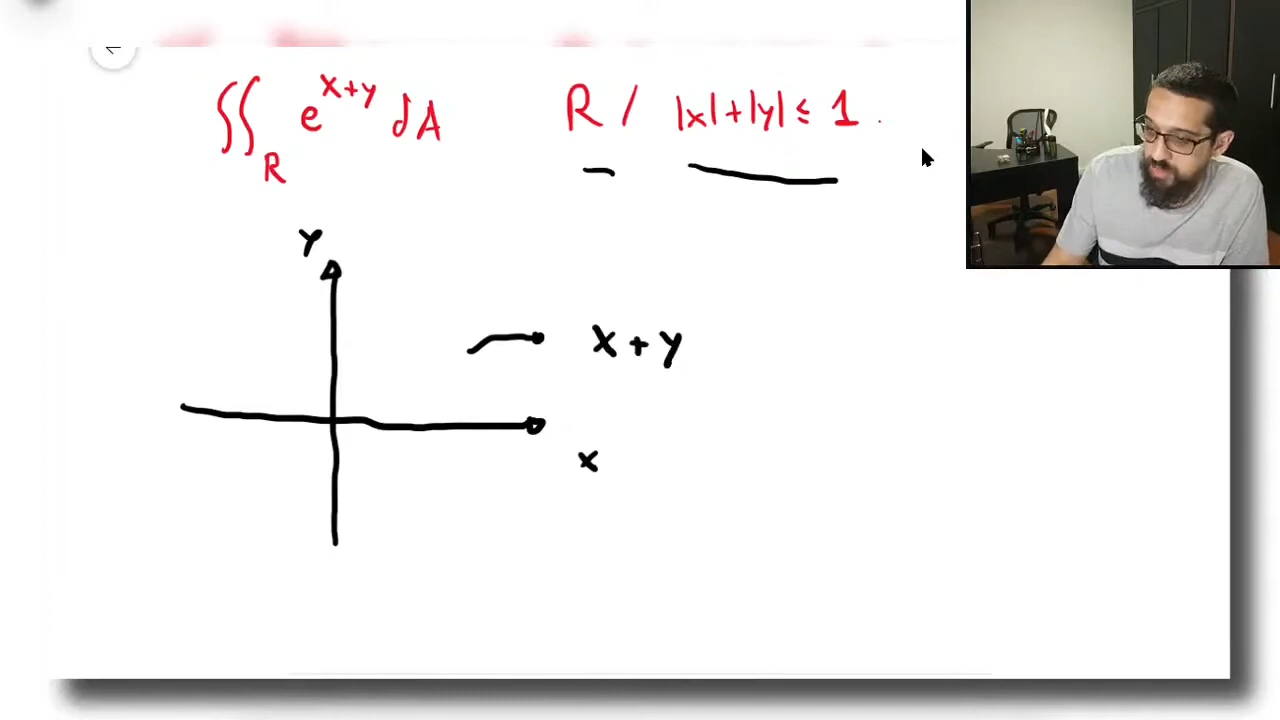 ∬_R e^{x+y} dA R / |x|+|y| ≤ 1.
Y
x + y
x